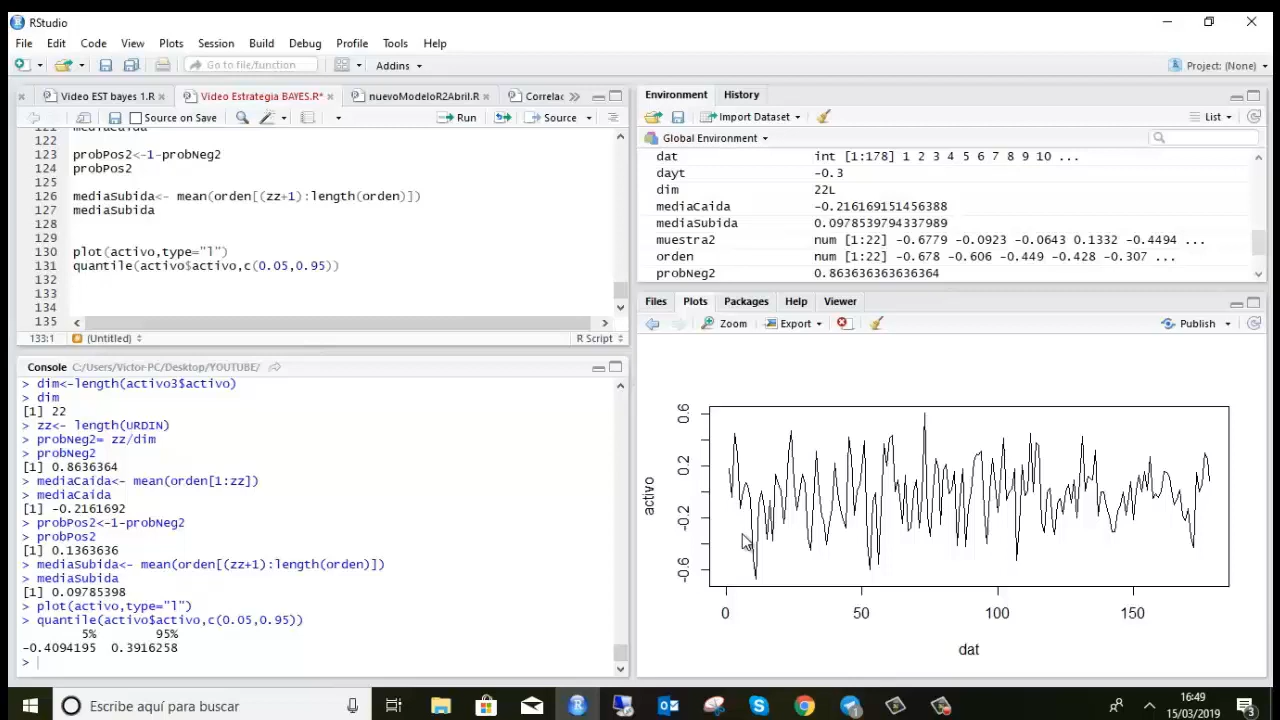 RStudio
File Edit Code View Plots Session Build Debug Profile Tools Help
Go to file/function Addins Project: (None)
Video EST bayes 1.R Video Estrategia BAYES.R* nuevoModeloR2Abril.R Correlac
Source on Save Run Source
121 mediaCaida
122
123 probPos2<-1-probNeg2
124 probPos2
125
126 mediaSubida<- mean(orden[(zz+1):length(orden)])
127 mediaSubida
128
129
130 plot(activo,type="l")
131 quantile(activo$activo,c(0.05,0.95))
132
133
134
135
133:1 (Untitled) R Script
Console C:/Users/Victor-PC/Desktop/YOUTUBE/
> dim<-length(activo3$activo)
> dim
[1] 22
> zz<- length(URDIN)
> probNeg2= zz/dim
> probNeg2
[1] 0.8636364
> mediaCaida<- mean(orden[1:zz])
> mediaCaida
[1] -0.2161692
> probPos2<-1-probNeg2
> probPos2
[1] 0.1363636
> mediaSubida<- mean(orden[(zz+1):length(orden)])
> mediaSubida
[1] 0.09785398
> plot(activo,type="l")
> quantile(activo$activo,c(0.05,0.95))
5% 95%
-0.4094195 0.3916258
>
Environment History
Import Dataset List
Global Environment
dat int [1:178] 1 2 3 4 5 6 7 8 9 10 ...
dayt -0.3
dim 22L
mediaCaida -0.216169151456388
mediaSubida 0.0978539794337989
muestra2 num [1:22] -0.6779 -0.0923 -0.0643 0.1332 -0.4494 ...
orden num [1:22] -0.678 -0.606 -0.449 -0.428 -0.307 ...
probNeg2 0.863636363636364
Files Plots Packages Help Viewer
Zoom Export Publish
0.6
0.2
-0.2
-0.6
activo
0 50 100 150
dat
Escribe aquí para buscar
16:49
15/03/2019
3